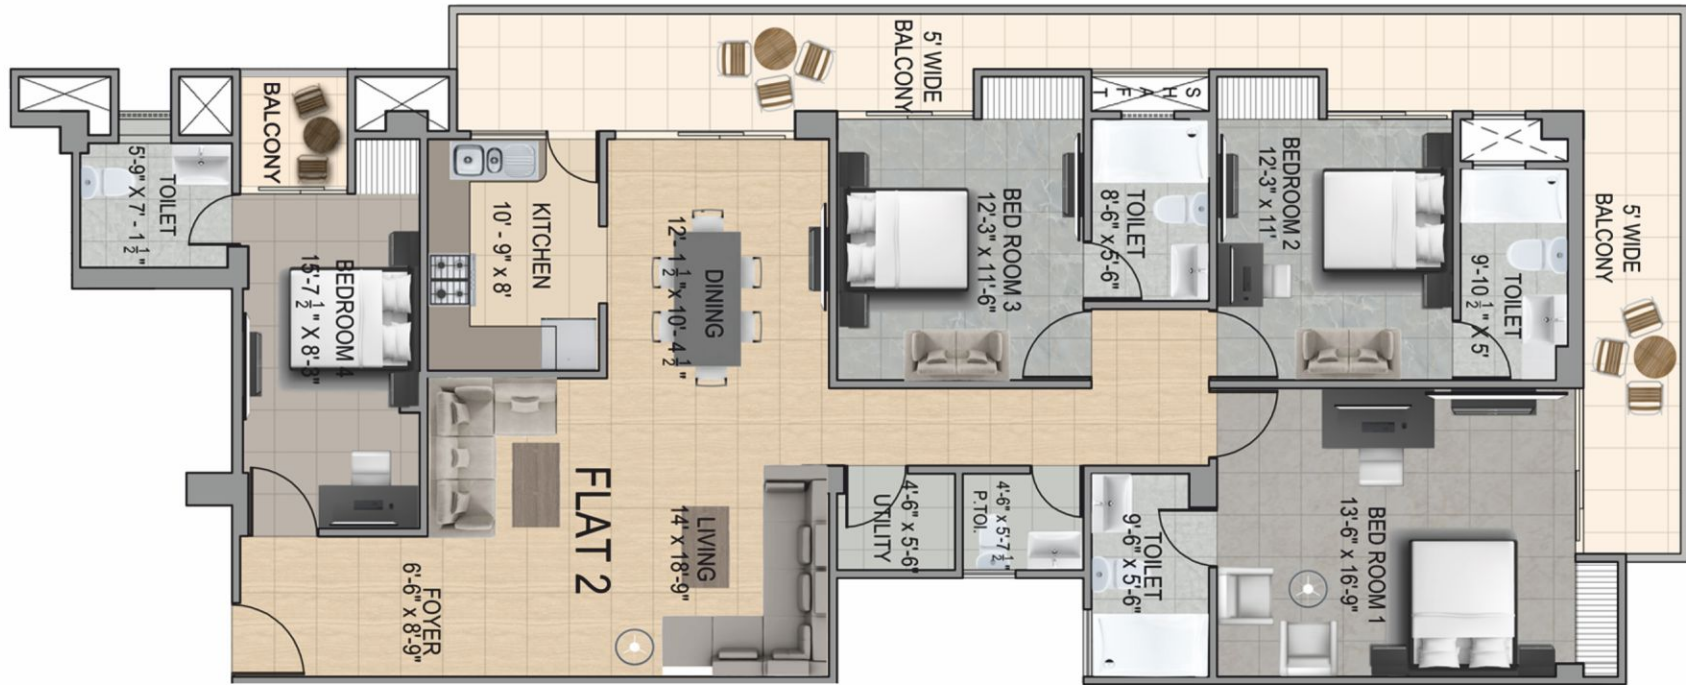 5' WIDE
BALCONY
BALCONY
TOILET
5'-9" X 7'- 1 1/2"
BEDROOM 4
15'-7 1/2" X 8'-3"
KITCHEN
10' - 9" x 8'
DINING
12'- 1 1/2" x 10'- 4 1/2"
BED ROOM 3
12'-3" x 11'-6"
SHAFT
TOILET
8'-6" x 5'-6"
BEDROOM 2
12'-3" x 11'
TOILET
9'-10 1/2" X 5'
5' WIDE
BALCONY
FLAT 2
LIVING
14' x 18'-9"
FOYER
6'-6" x 8'-9"
UTILITY
4'-6" x 5'-6"
P.TOI.
4'-6" x 5'-7 1/2"
TOILET
9'-6" x 5'-6"
BED ROOM 1
13'-6" x 16'-9"